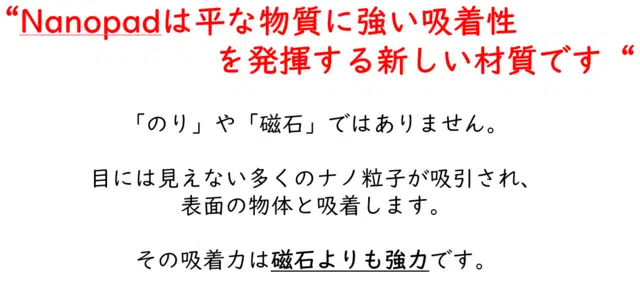 “Nanopadは平な物質に強い吸着性
を発揮する新しい材質です “
「のり」や「磁石」ではありません。
目には見えない多くのナノ粒子が吸引され、
表面の物体と吸着します。
その吸着力は磁石よりも強力です。